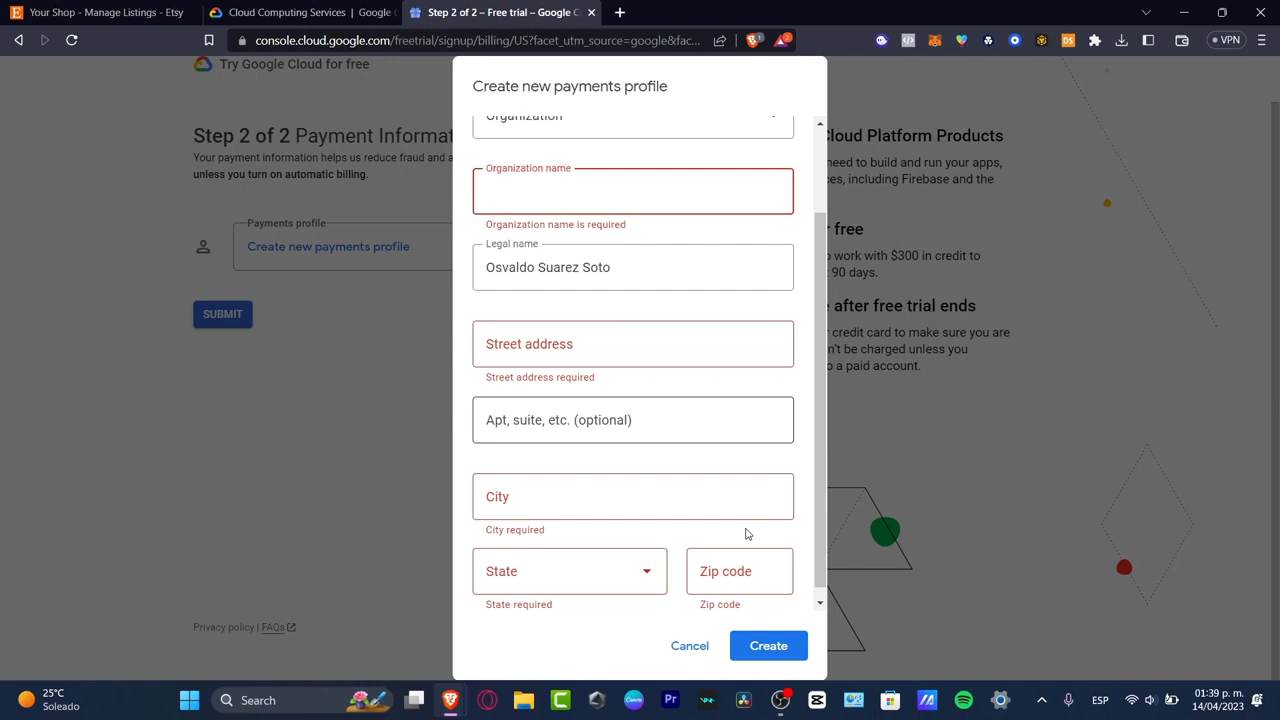 Your Shop - Manage Listings - Etsy
Cloud Computing Services | Google
Step 2 of 2 – Free trial – Google C
console.cloud.google.com/freetrial/signup/billing/US?facet_utm_source=google&fac...
1
2
VPN
Try Google Cloud for free
Create new payments profile
Step 2 of 2 Payment Informat
Your payment information helps us reduce fraud and a
unless you turn on automatic billing.
Payments profile
Create new payments profile
SUBMIT
Organization
Organization name
Organization name is required
Legal name
Osvaldo Suarez Soto
Street address
Street address required
Apt, suite, etc. (optional)
City
City required
State
State required
Zip code
Zip code
Cancel
Create
Cloud Platform Products
need to build and run your apps,
ces, including Firebase and the
r free
o work with $300 in credit to
t 90 days.
e after free trial ends
r credit card to make sure you are
n't be charged unless you
o a paid account.
Privacy policy | FAQs
25°C
Soleado
Search
Pr
ESP
01:39 p. m.
14/04/2023